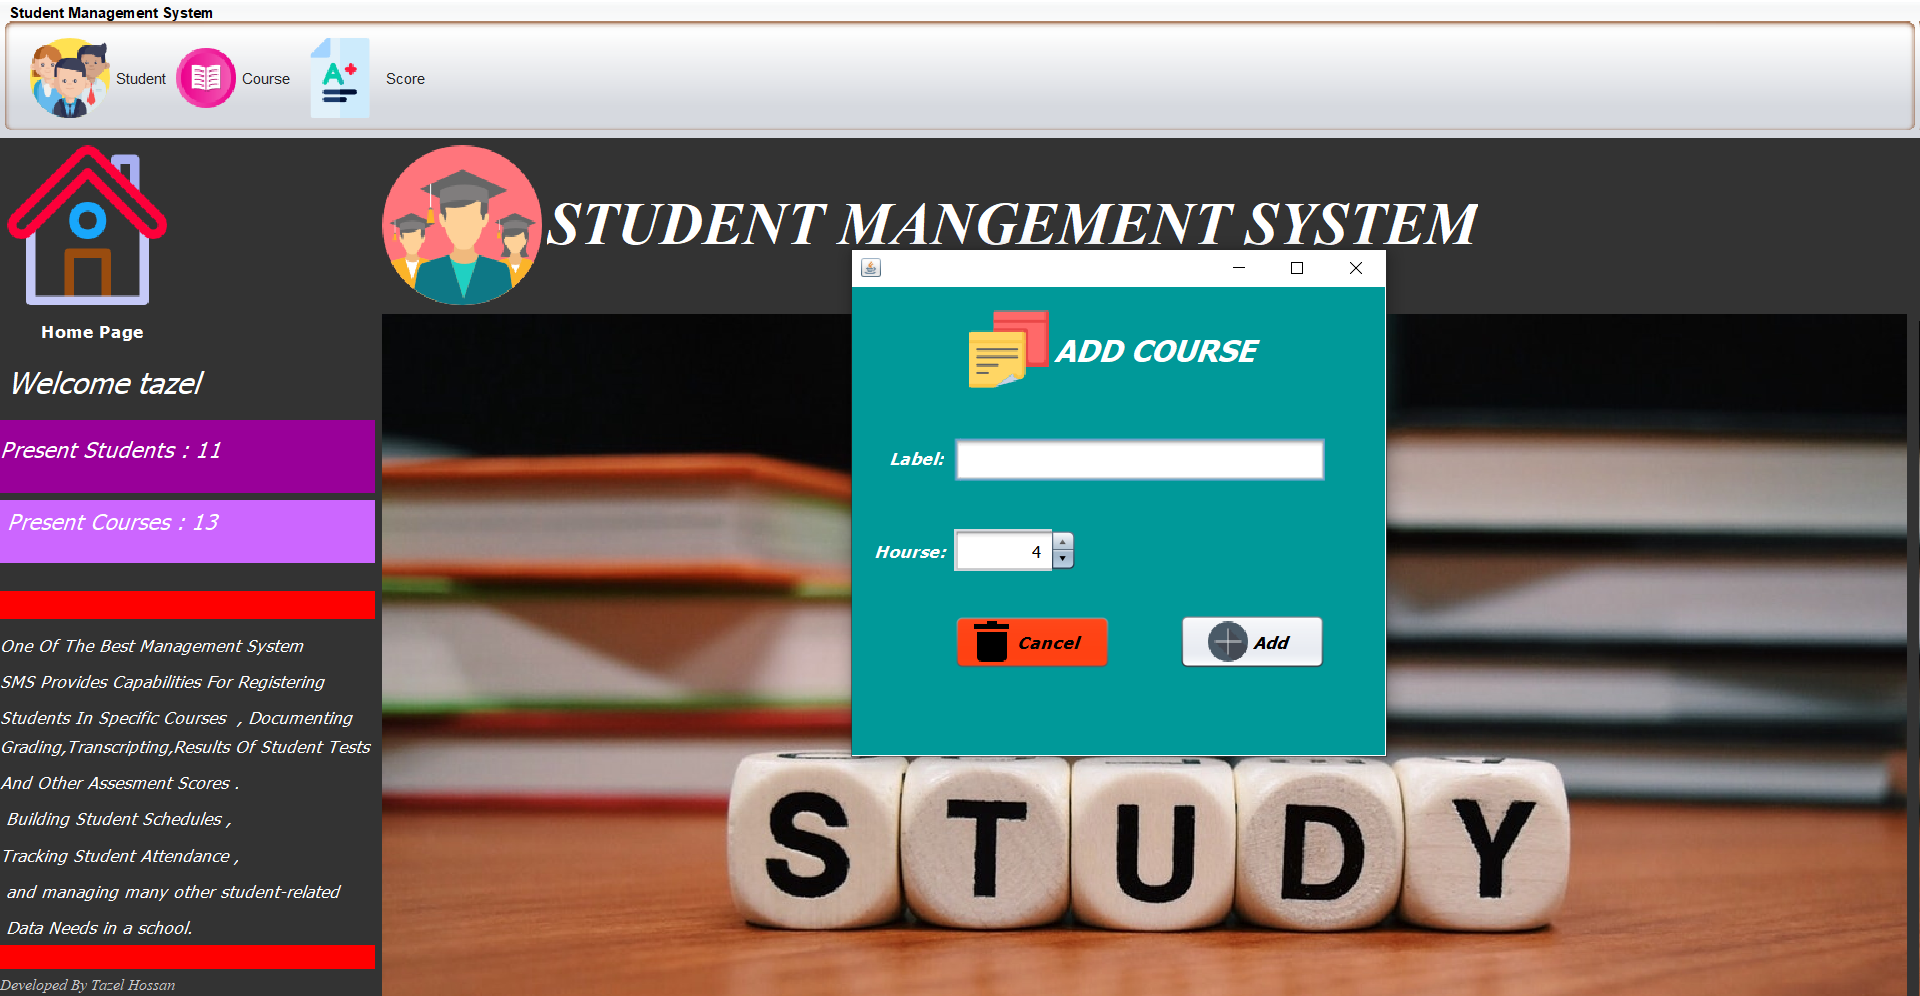 Student Management System
Student
Course
A+
Score
STUDENT MANGEMENT SYSTEM
Home Page
Welcome tazel
Present Students : 11
Present Courses : 13
One Of The Best Management System
SMS Provides Capabilities For Registering
Students In Specific Courses , Documenting
Grading,Transcripting,Results Of Student Tests
And Other Assesment Scores .
Building Student Schedules ,
Tracking Student Attendance ,
and managing many other student-related
Data Needs in a school.
Developed By Tazel Hossan
ADD COURSE
Label:
Hourse:
4
Cancel
Add
STUDY